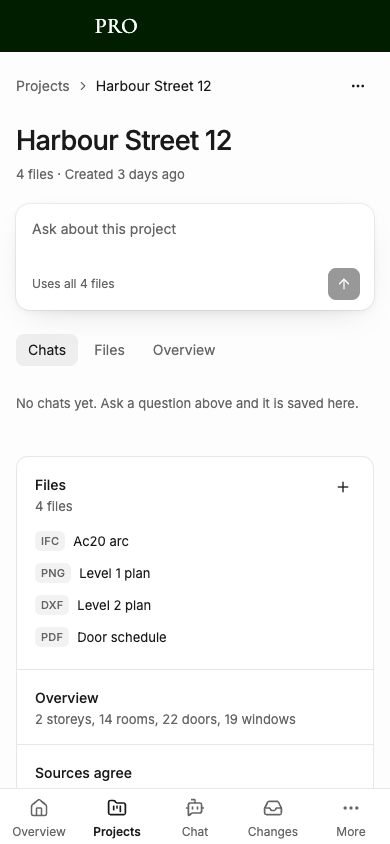 PRO
Projects > Harbour Street 12
Harbour Street 12
4 files · Created 3 days ago
Ask about this project
Uses all 4 files
Chats Files Overview
No chats yet. Ask a question above and it is saved here.
Files
4 files
IFC Ac20 arc
PNG Level 1 plan
DXF Level 2 plan
PDF Door schedule
Overview
2 storeys, 14 rooms, 22 doors, 19 windows
Sources agree
Overview Projects Chat Changes More